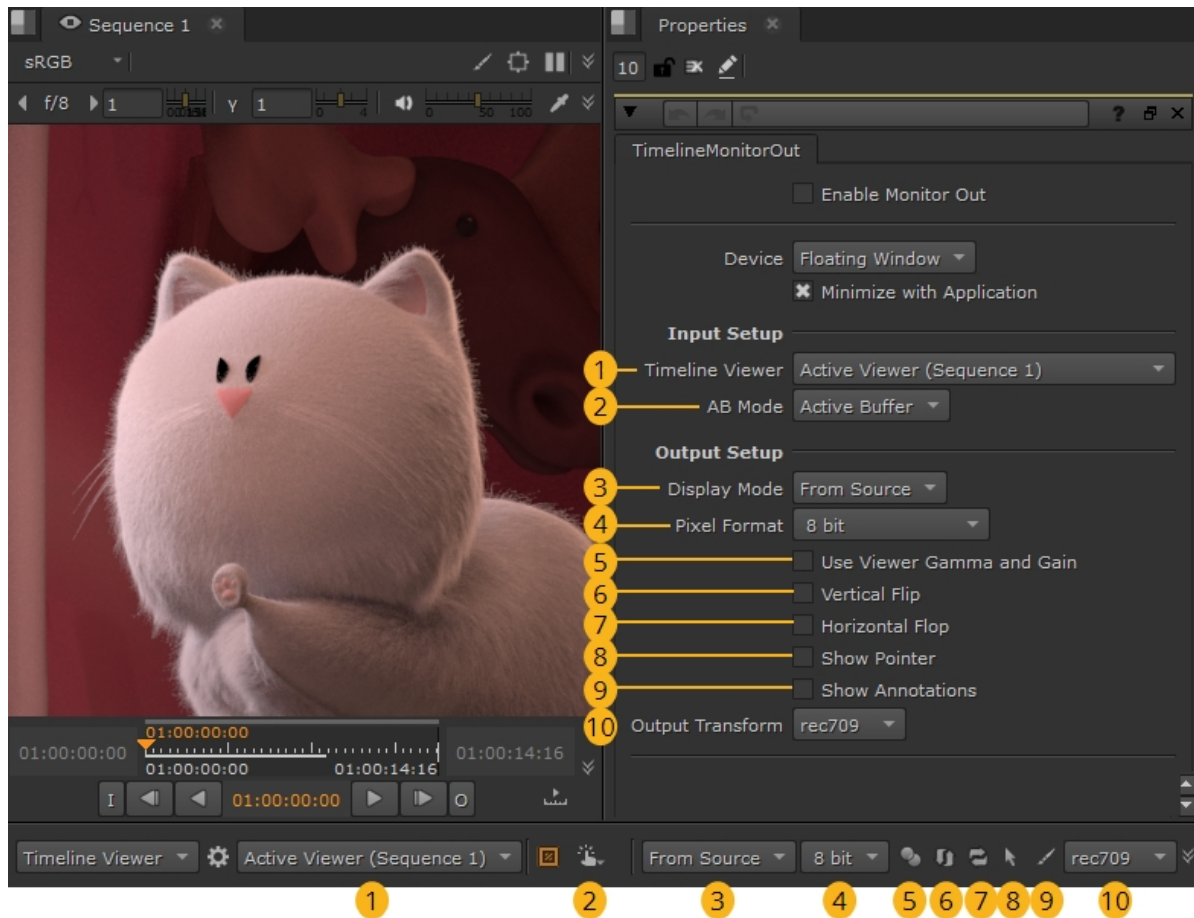 Sequence 1
sRGB
f/8 1 γ 1 0 4 0 50 100
01:00:00:00
01:00:00:00 01:00:14:16
01:00:00:00 01:00:14:16
I 01:00:00:00 O
Properties
10
?
TimelineMonitorOut
Enable Monitor Out
Device Floating Window
Minimize with Application
Input Setup
1 Timeline Viewer Active Viewer (Sequence 1)
2 AB Mode Active Buffer
Output Setup
3 Display Mode From Source
4 Pixel Format 8 bit
5 Use Viewer Gamma and Gain
6 Vertical Flip
7 Horizontal Flop
8 Show Pointer
9 Show Annotations
10 Output Transform rec709
Timeline Viewer Active Viewer (Sequence 1) From Source 8 bit rec709
1 2 3 4 5 6 7 8 9 10